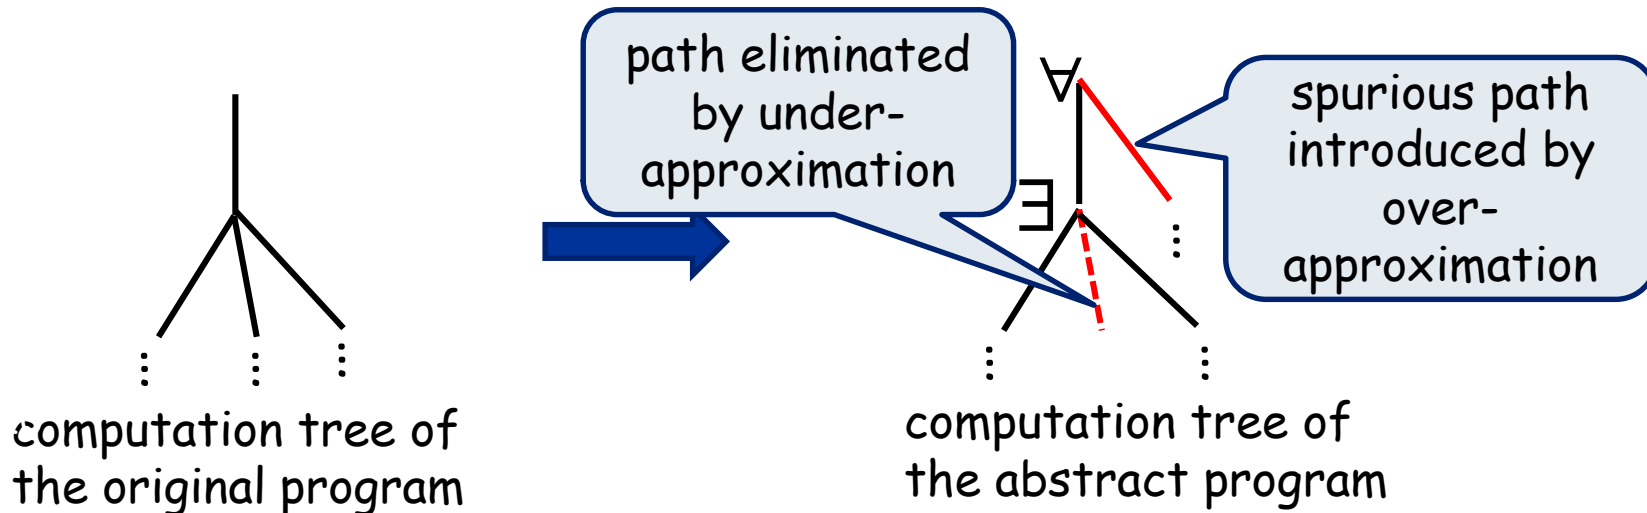 path eliminated
by under-
approximation
∀
∃
spurious path
introduced by
over-
approximation
computation tree of
the original program
computation tree of
the abstract program